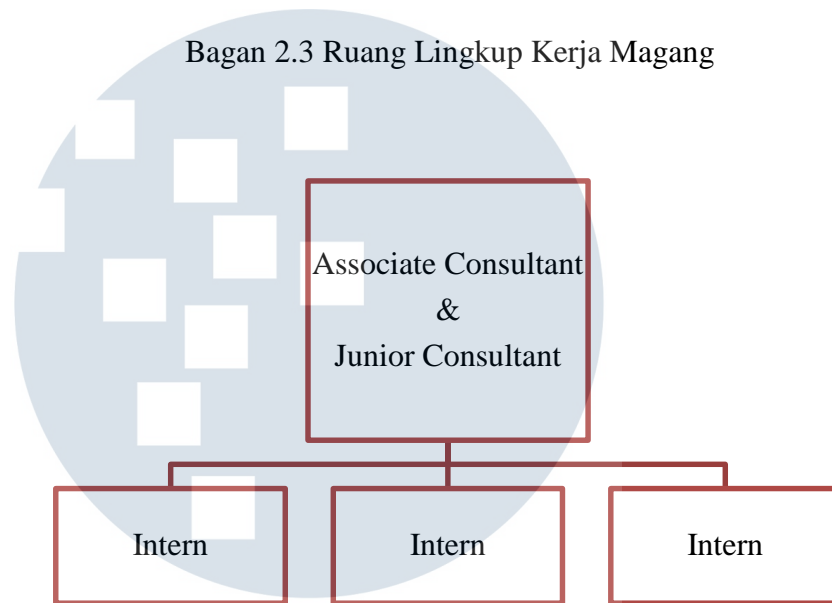 Bagan 2.3 Ruang Lingkup Kerja Magang
Associate Consultant
&
Junior Consultant
Intern
Intern
Intern